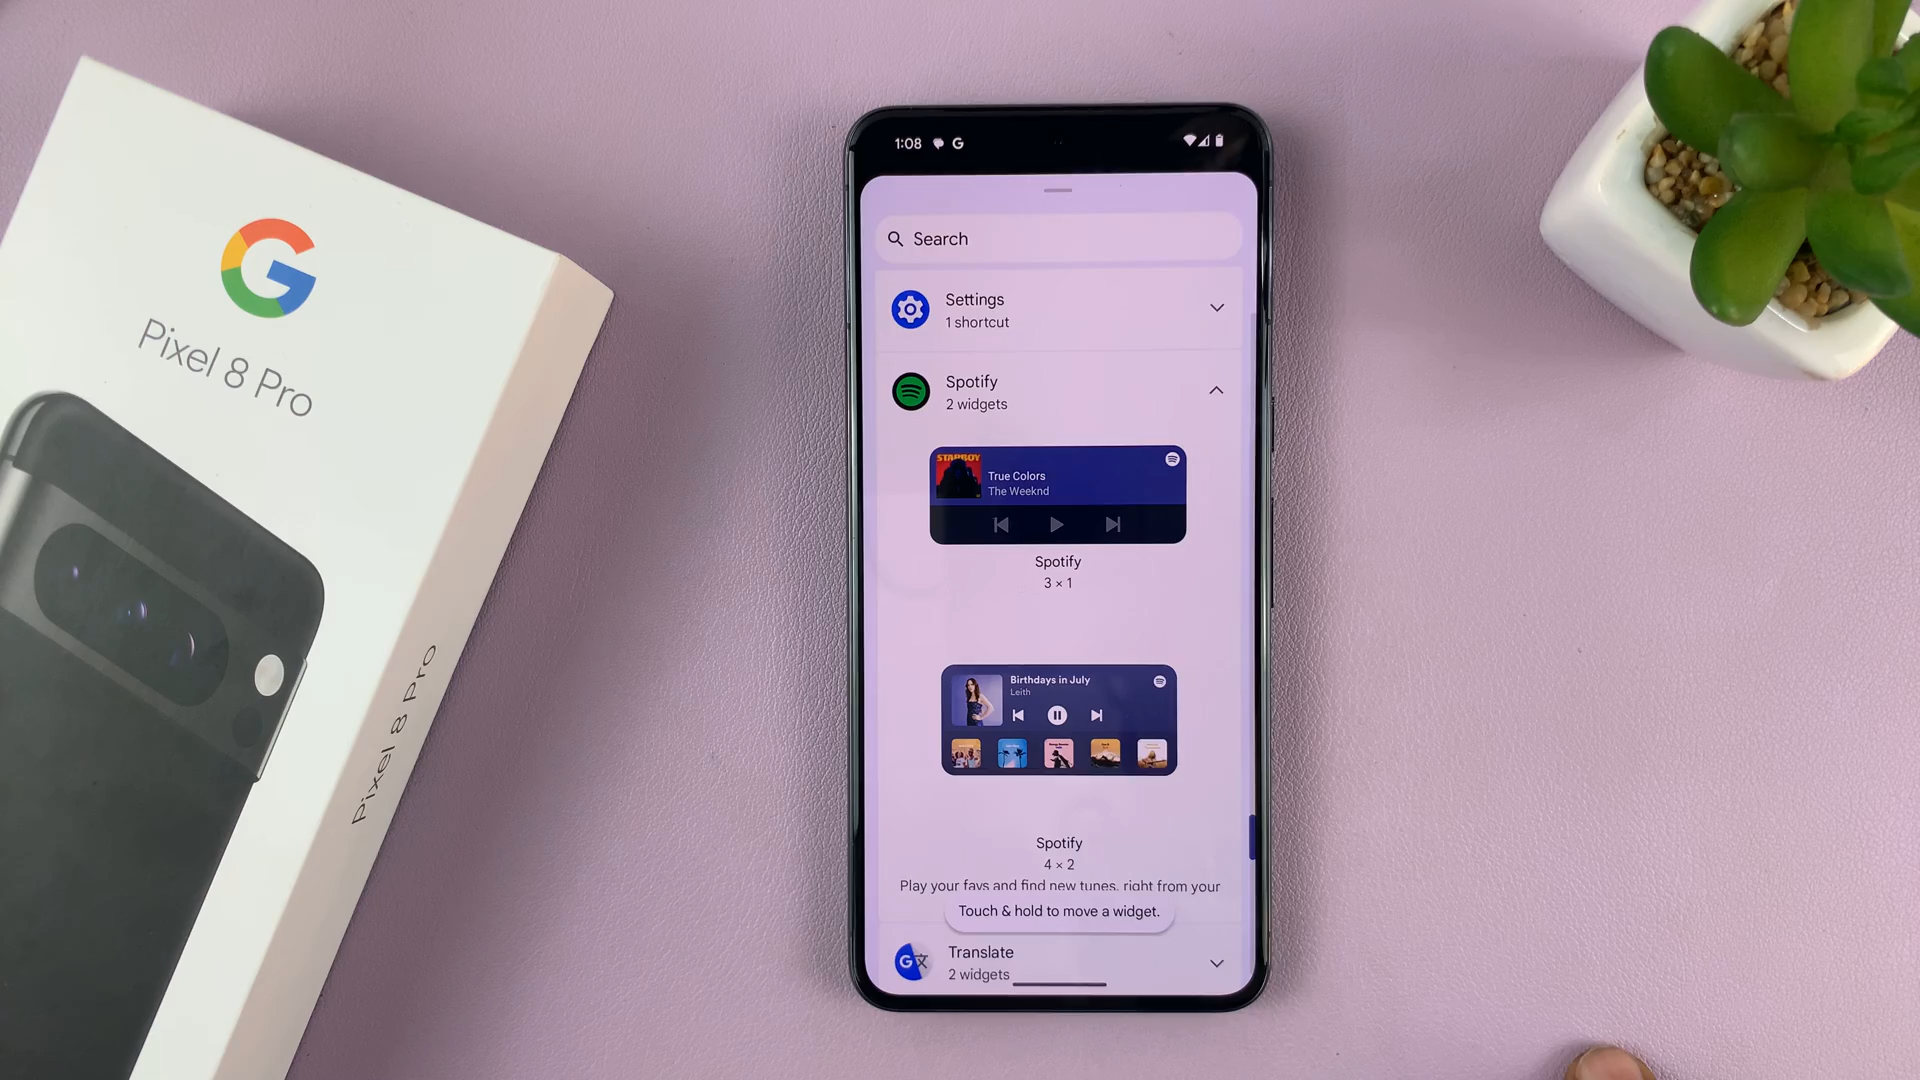 Pixel 8 Pro
Pixel 8 Pro
1:08
Search
Settings
1 shortcut
Spotify
2 widgets
STARBOY
True Colors
The Weeknd
Spotify
3 × 1
Birthdays in July
Leith
Spotify
4 × 2
Play your favs and find new tunes, right from your
Touch & hold to move a widget.
Translate
2 widgets